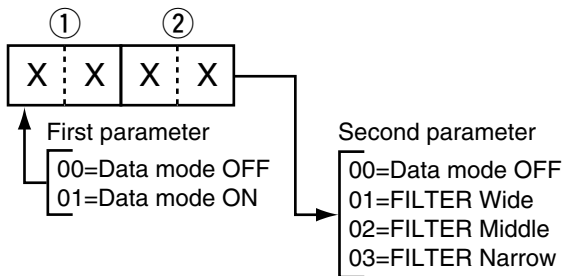 ① ②
X X X X
First parameter
00=Data mode OFF
01=Data mode ON
Second parameter
00=Data mode OFF
01=FILTER Wide
02=FILTER Middle
03=FILTER Narrow